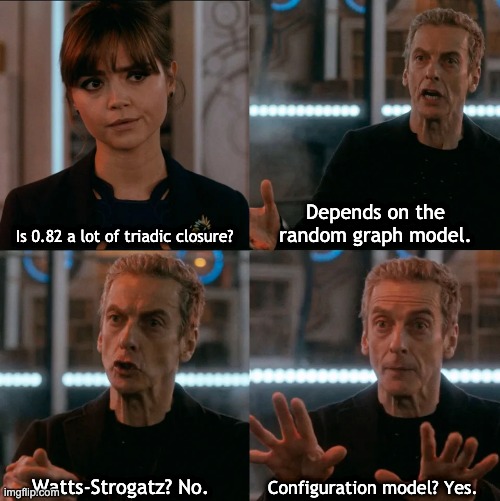 Is 0.82 a lot of triadic closure?
Depends on the
random graph model.
Watts-Strogatz? No.
Configuration model? Yes.
imgflip.com